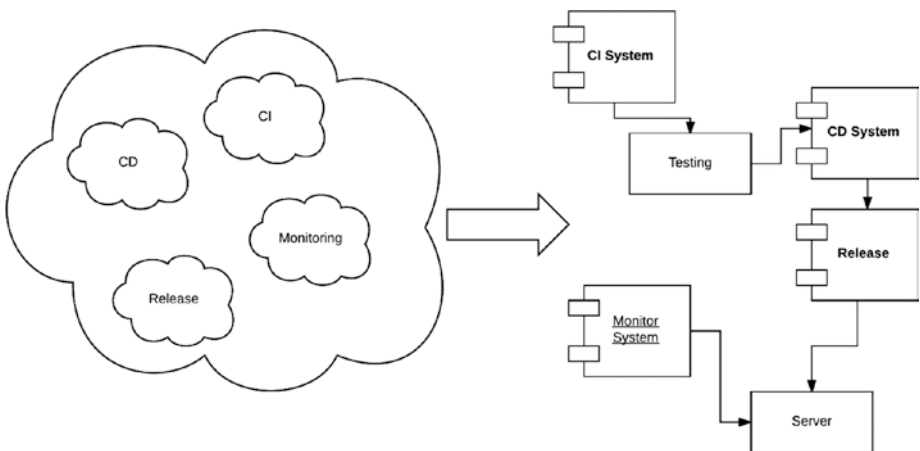 CI
CD
Monitoring
Release
CI System
Testing
CD System
Release
Monitor
System
Server